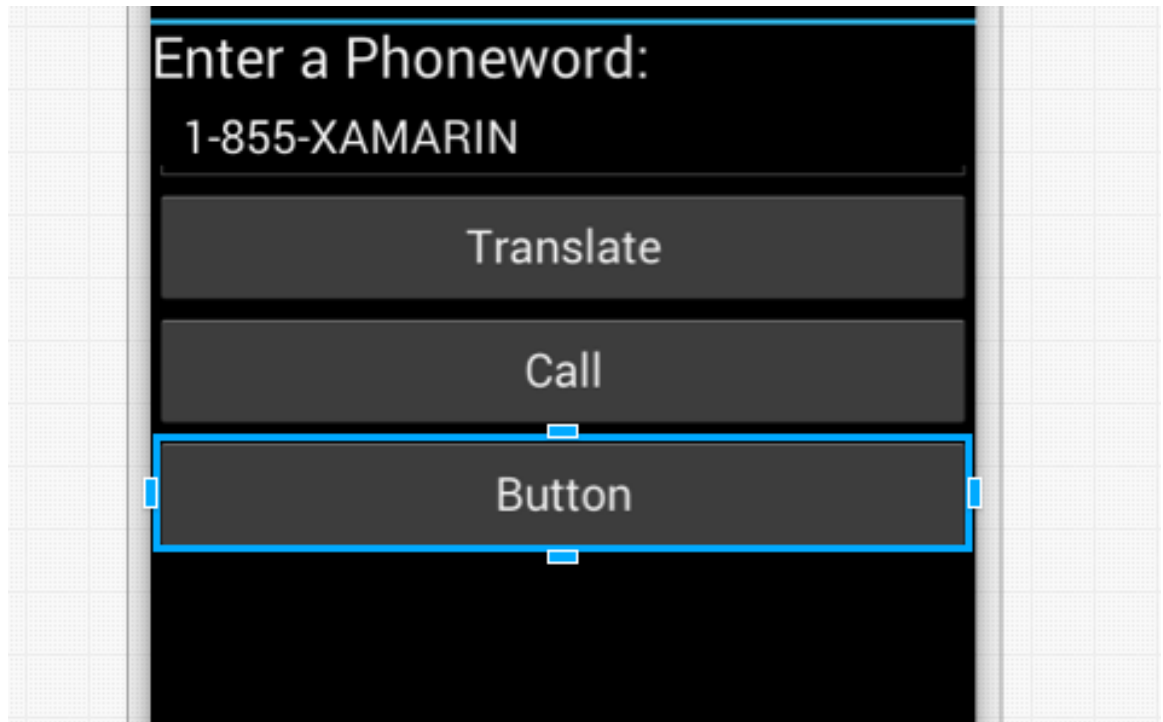 Enter a Phoneword:
1-855-XAMARIN
Translate
Call
Button